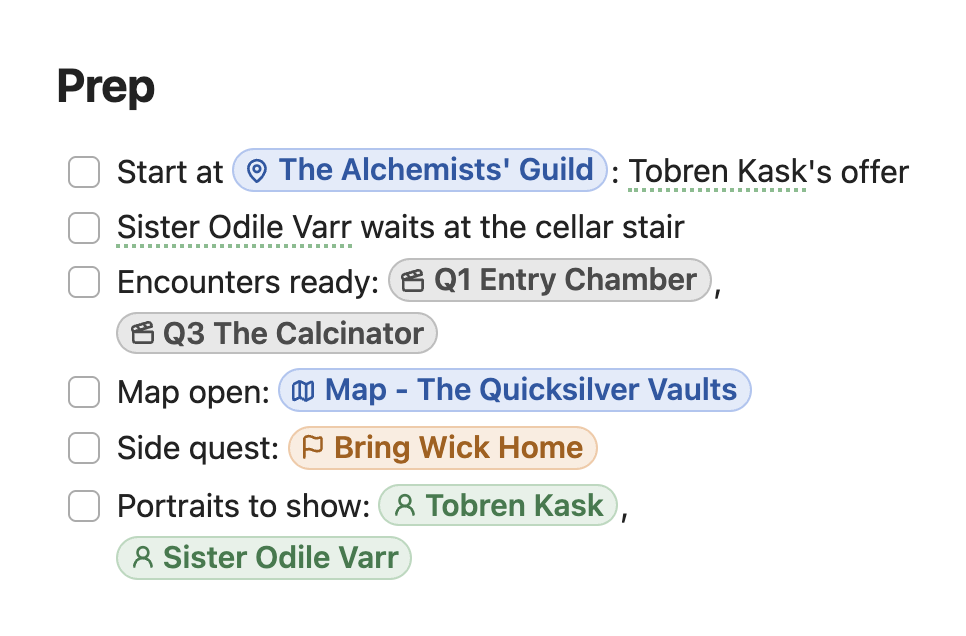 Prep
Start at The Alchemists' Guild: Tobren Kask's offer
Sister Odile Varr waits at the cellar stair
Encounters ready: Q1 Entry Chamber,
Q3 The Calcinator
Map open: Map - The Quicksilver Vaults
Side quest: Bring Wick Home
Portraits to show: Tobren Kask,
Sister Odile Varr